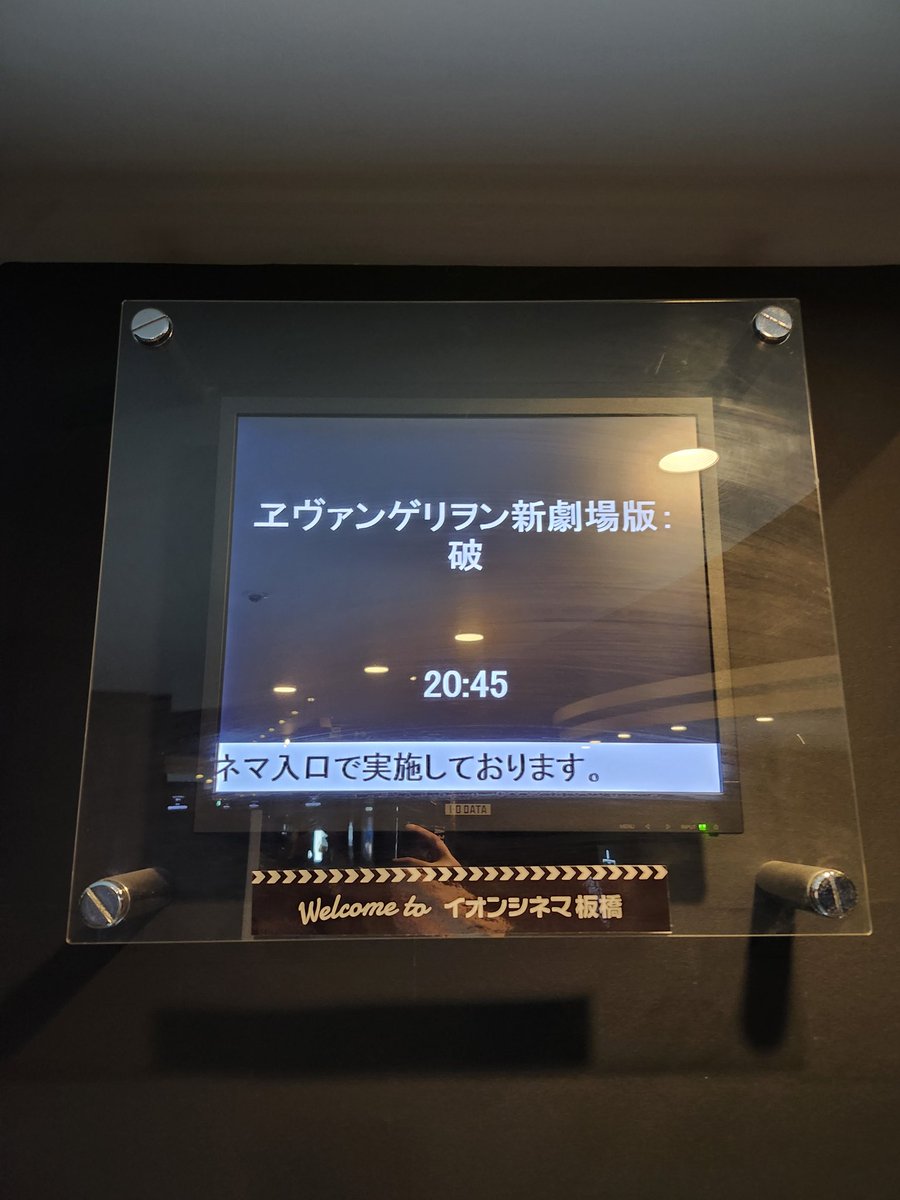 ヱヴァンゲリヲン新劇場版:
破
20:45
ネマ入口で実施しております。
I-O DATA
Welcome to イオンシネマ板橋